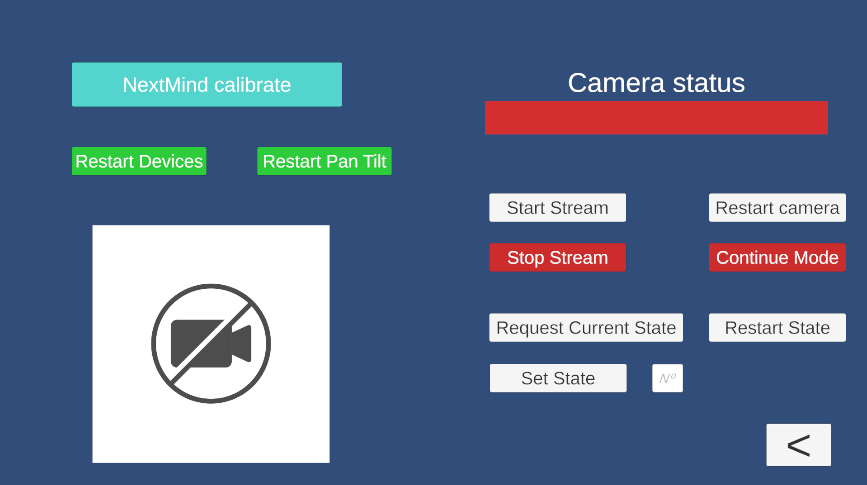 NextMind calibrate
Restart Devices
Restart Pan Tilt
Camera status
Start Stream
Restart camera
Stop Stream
Continue Mode
Request Current State
Restart State
Set State
Nº
<